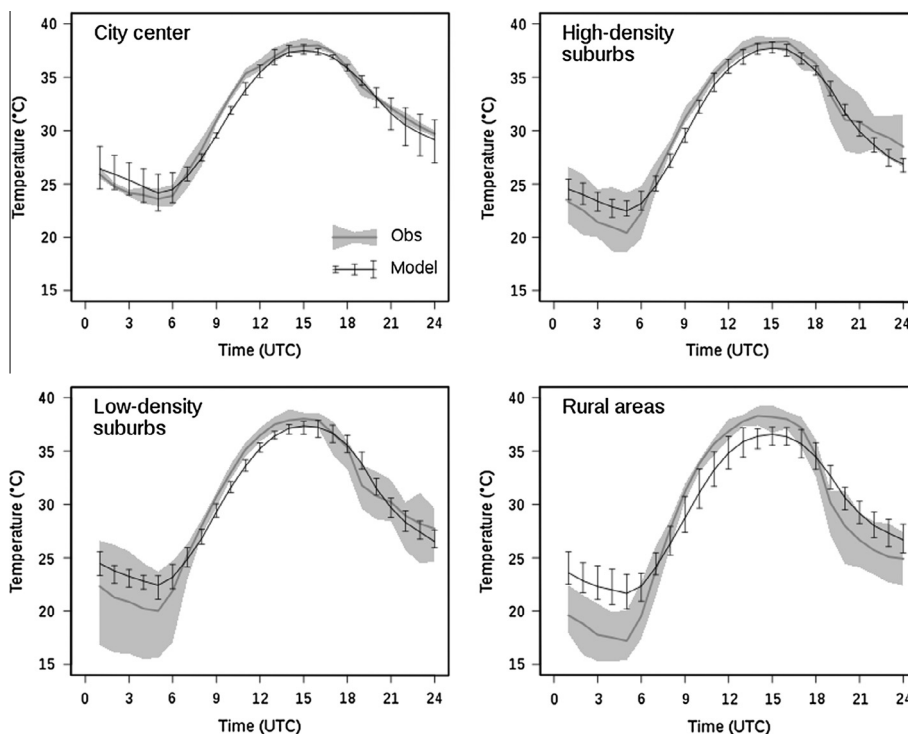 City center
Temperature (°C)
40
35
30
25
20
15
Obs
Model
0 3 6 9 12 15 18 21 24
Time (UTC)
High-density
suburbs
Temperature (°C)
40
35
30
25
20
15
0 3 6 9 12 15 18 21 24
Time (UTC)
Low-density
suburbs
Temperature (°C)
40
35
30
25
20
15
0 3 6 9 12 15 18 21 24
Time (UTC)
Rural areas
Temperature (°C)
40
35
30
25
20
15
0 3 6 9 12 15 18 21 24
Time (UTC)